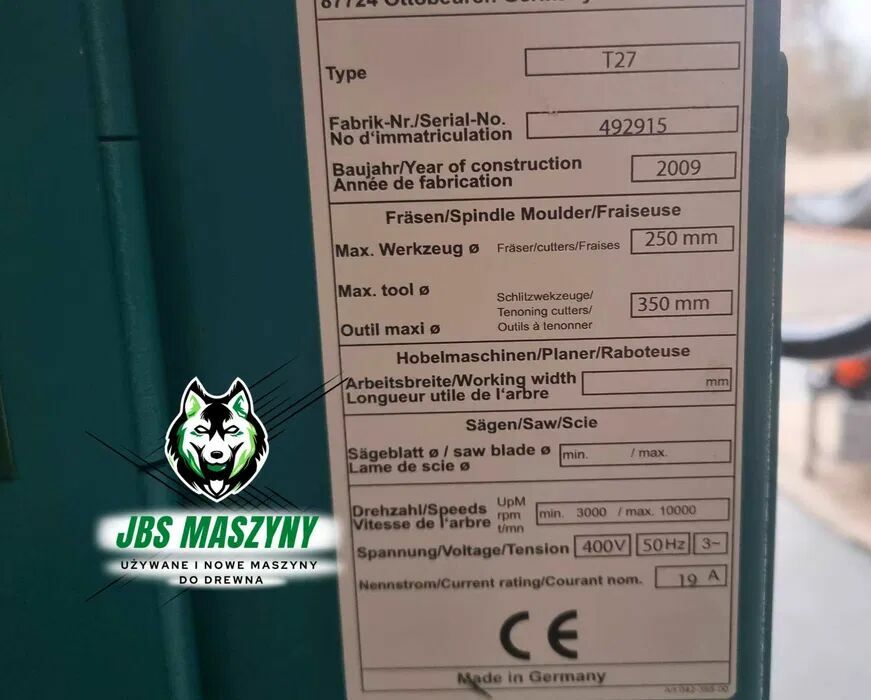 87724 Ottobeuren Germany
Type T27
Fabrik-Nr./Serial-No.
No d'immatriculation 492915
Baujahr/Year of construction
Année de fabrication 2009
Fräsen/Spindle Moulder/Fraiseuse
Max. Werkzeug ø Fräser/cutters/Fraises 250 mm
Max. tool ø
Outil maxi ø
Schlitzwekzeuge/
Tenoning cutters/
Outils à tenonner
350 mm
Hobelmaschinen/Planer/Raboteuse
Arbeitsbreite/Working width
Longueur utile de l'arbre mm
Sägen/Saw/Scie
Sägeblatt ø / saw blade ø
Lame de scie ø min. / max.
Drehzahl/Speeds
Vitesse de l'arbre
UpM
rpm
t/mn
min. 3000 / max. 10000
Spannung/Voltage/Tension 400V 50Hz 3~
Nennstrom/Current rating/Courant nom. 19 A
CE
Made in Germany
JBS MASZYNY
UŻYWANE I NOWE MASZYNY
DO DREWNA